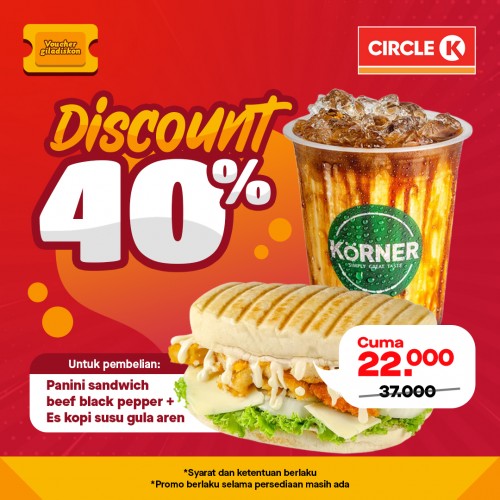 Voucher
giladiskon
CIRCLE K
Discount
40%
KÖRNER
SIMPLY GREAT TASTE
Cuma
22.000
37.000
Untuk pembelian:
Panini sandwich
beef black pepper +
Es kopi susu gula aren
*Syarat dan ketentuan berlaku
*Promo berlaku selama persediaan masih ada